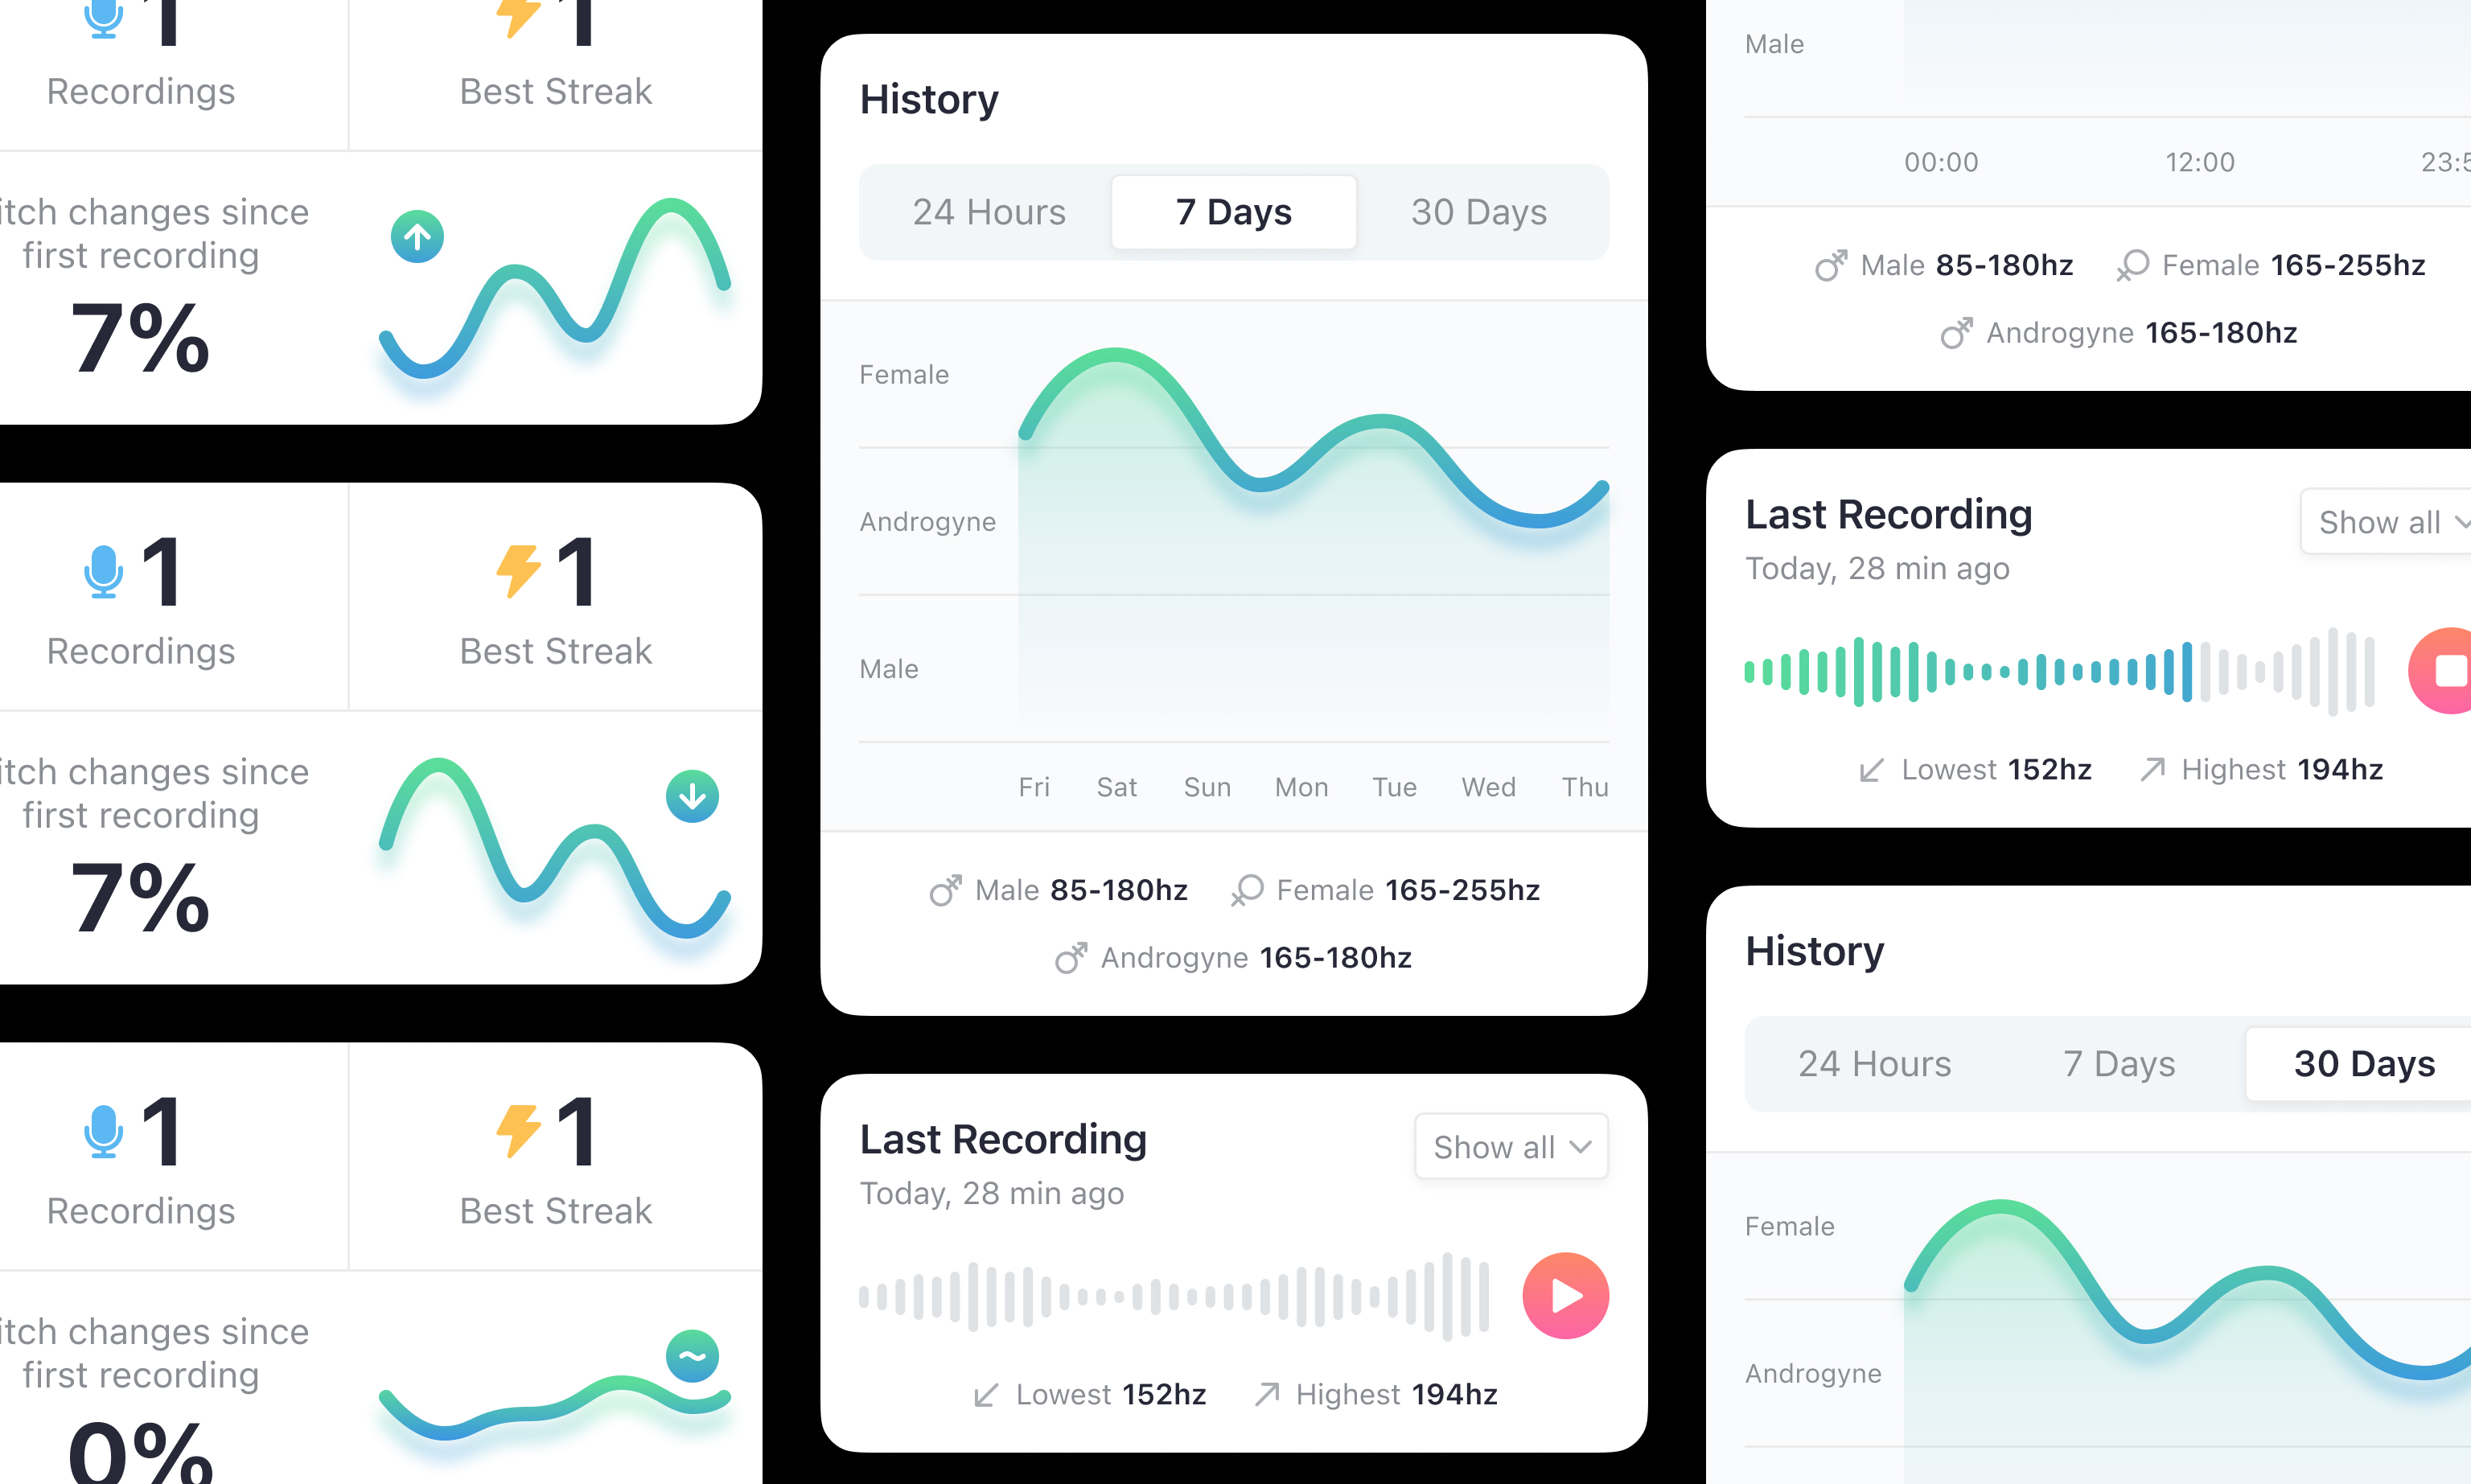 1
Recordings
1
Best Streak
itch changes since
first recording
7%
1
Recordings
1
Best Streak
itch changes since
first recording
7%
1
Recordings
1
Best Streak
itch changes since
first recording
0%
History
24 Hours
7 Days
30 Days
Female
Androgyne
Male
Fri Sat Sun Mon Tue Wed Thu
Male 85-180hz Female 165-255hz
Androgyne 165-180hz
Last Recording
Show all
Today, 28 min ago
Lowest 152hz Highest 194hz
Male
00:00 12:00 23:5
Male 85-180hz Female 165-255hz
Androgyne 165-180hz
Last Recording
Show all
Today, 28 min ago
Lowest 152hz Highest 194hz
History
24 Hours
7 Days
30 Days
Female
Androgyne